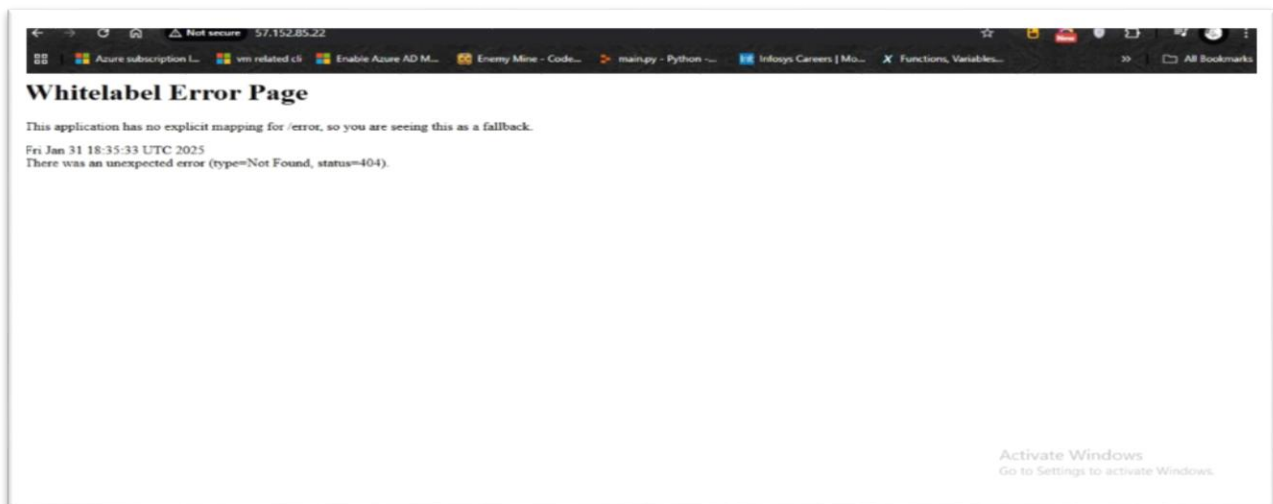 Not secure 57.152.85.22
New
Azure subscription 1... vm related cli Enable Azure AD M... Enemy Mine - Code... main.py - Python -... Infosys Careers | Mo... Functions, Variables... All Bookmarks
Whitelabel Error Page
This application has no explicit mapping for /error, so you are seeing this as a fallback.
Fri Jan 31 18:35:33 UTC 2025
There was an unexpected error (type=Not Found, status=404).
Activate Windows
Go to Settings to activate Windows.